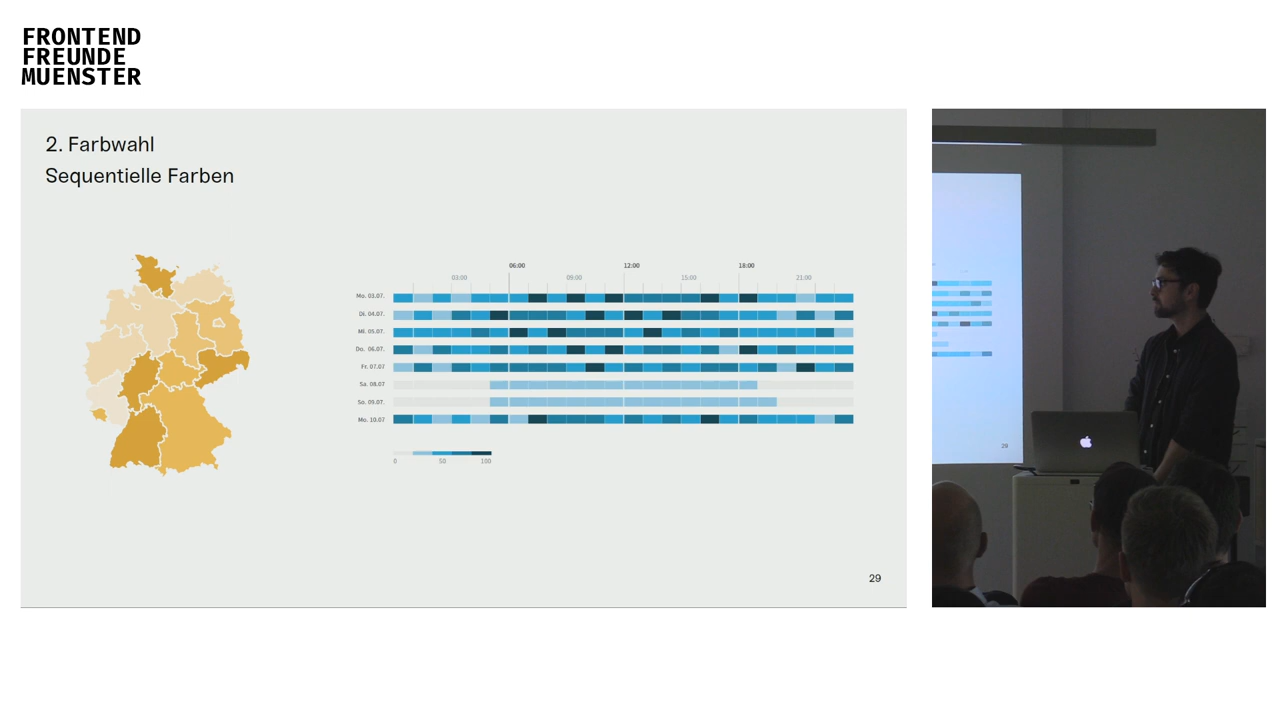 FRONTEND
FREUNDE
MUENSTER
2. Farbwahl
Sequentielle Farben
06:00 12:00 18:00
03:00 09:00 15:00 21:00
Mo. 03.07.
Di. 04.07.
Mi. 05.07.
Do. 06.07.
Fr. 07.07
Sa. 08.07
So. 09.07.
Mo. 10.07
0 50 100
29
29